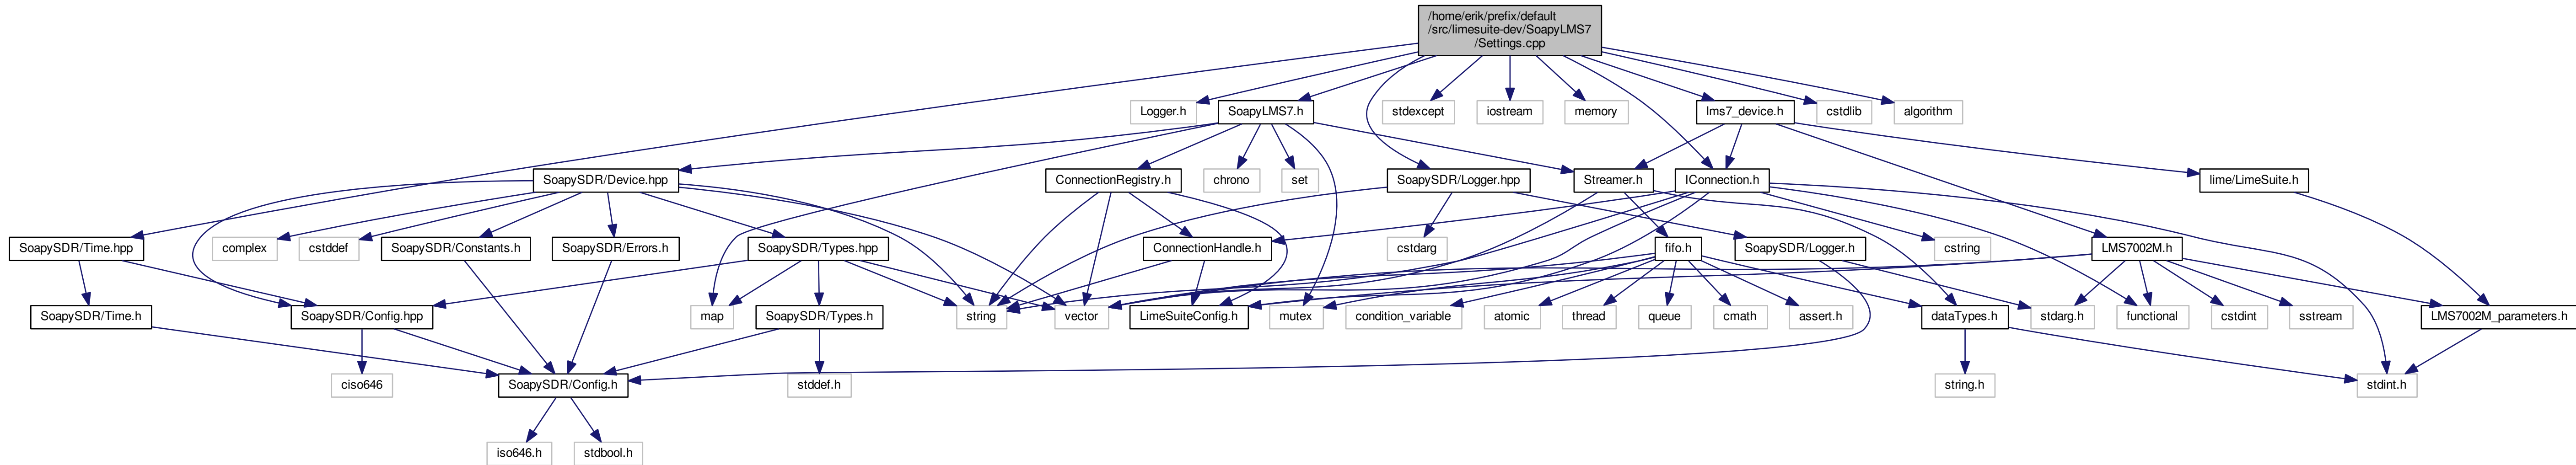 /home/erik/prefix/default
/src/limesuite-dev/SoapyLMS7
/Settings.cpp
Logger.h
SoapyLMS7.h
stdexcept
iostream
memory
lms7_device.h
cstdlib
algorithm
SoapySDR/Device.hpp
ConnectionRegistry.h
chrono
set
SoapySDR/Logger.hpp
Streamer.h
IConnection.h
lime/LimeSuite.h
SoapySDR/Time.hpp
complex
cstddef
SoapySDR/Constants.h
SoapySDR/Errors.h
SoapySDR/Types.hpp
ConnectionHandle.h
cstdarg
fifo.h
SoapySDR/Logger.h
cstring
LMS7002M.h
SoapySDR/Time.h
SoapySDR/Config.hpp
map
SoapySDR/Types.h
string
vector
LimeSuiteConfig.h
mutex
condition_variable
atomic
thread
queue
cmath
assert.h
dataTypes.h
stdarg.h
functional
cstdint
sstream
LMS7002M_parameters.h
ciso646
SoapySDR/Config.h
stddef.h
string.h
stdint.h
iso646.h
stdbool.h